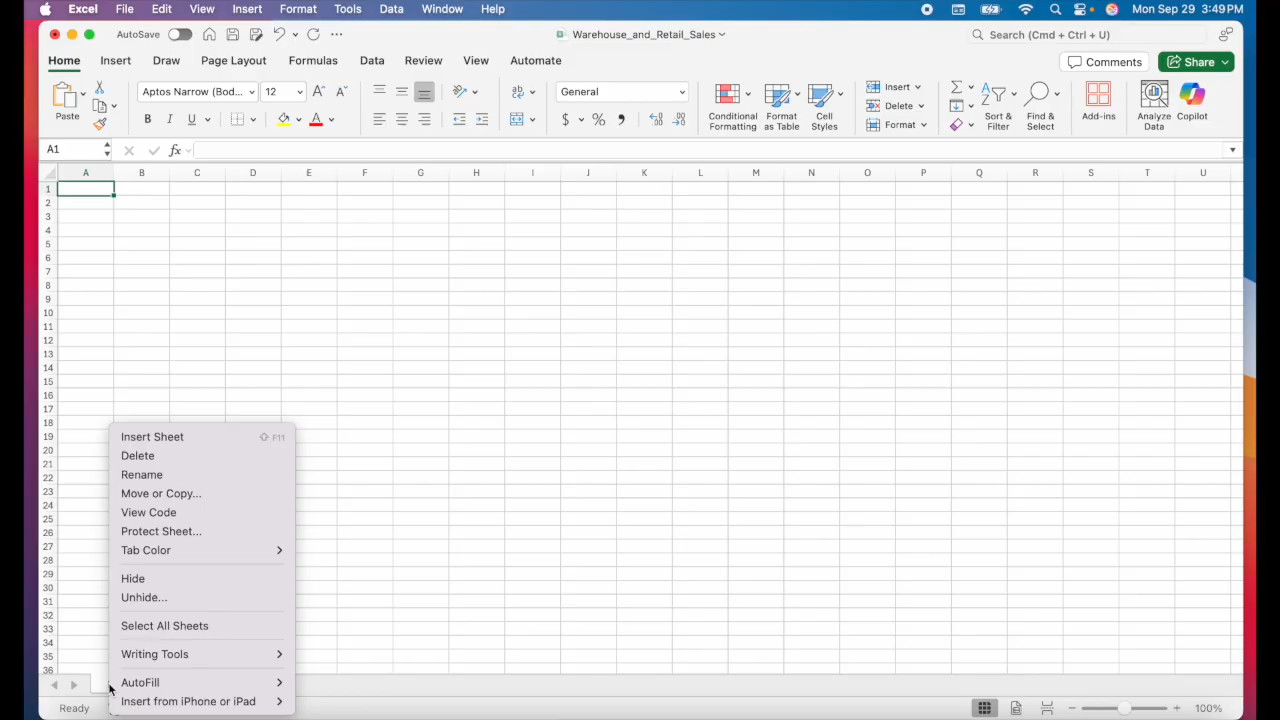 Excel File Edit View Insert Format Tools Data Window Help Mon Sep 29 3:49 PM
AutoSave Warehouse_and_Retail_Sales Search (Cmd + Ctrl + U)
Home Insert Draw Page Layout Formulas Data Review View Automate Comments Share
Paste Aptos Narrow (Bod... 12 A A General Conditional Formatting Format as Table Cell Styles Insert Delete Format Sort & Filter Find & Select Add-ins Analyze Data Copilot
B I U A $ % 9
A1 fx
A B C D E F G H J K L M N O P Q R S T U
1
2
3
4
5
6
7
8
9
10
11
12
13
14
15
16
17
18
19
20
21
22
23
24
25
26
27
28
29
30
31
32
33
34
35
36
Insert Sheet F11
Delete
Rename
Move or Copy...
View Code
Protect Sheet...
Tab Color
Hide
Unhide...
Select All Sheets
Writing Tools
AutoFill
Insert from iPhone or iPad
Ready 100%